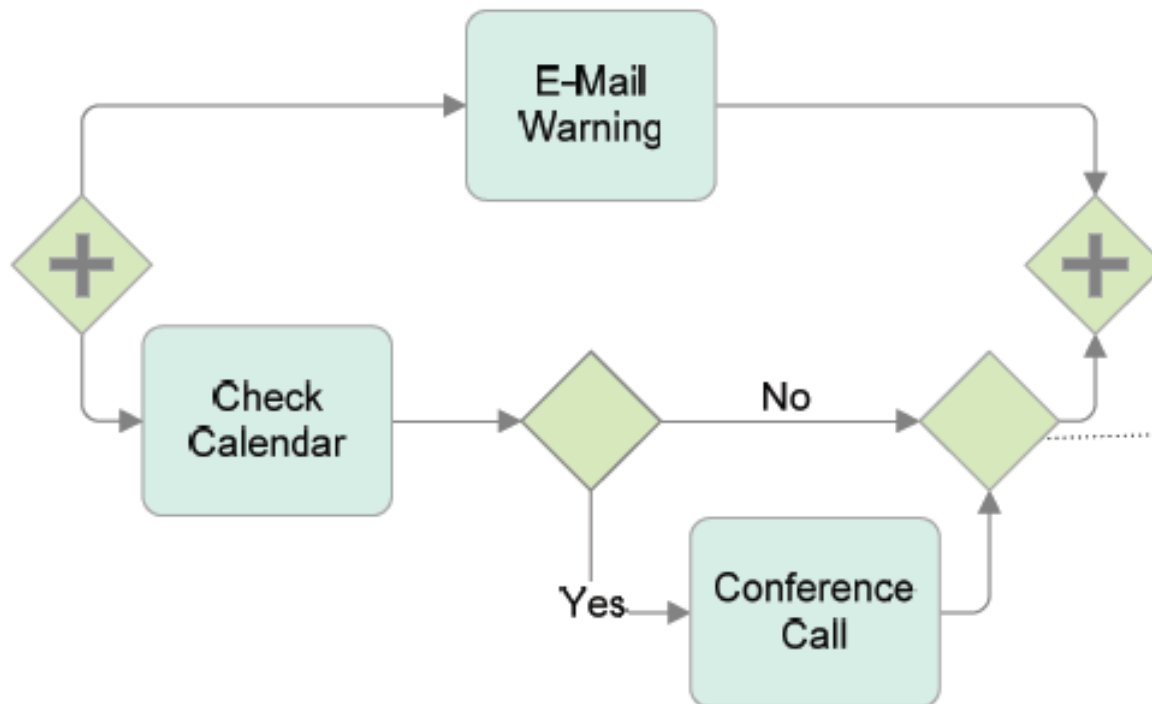 E-Mail
Warning
Check
Calendar
No
Yes
Conference
Call